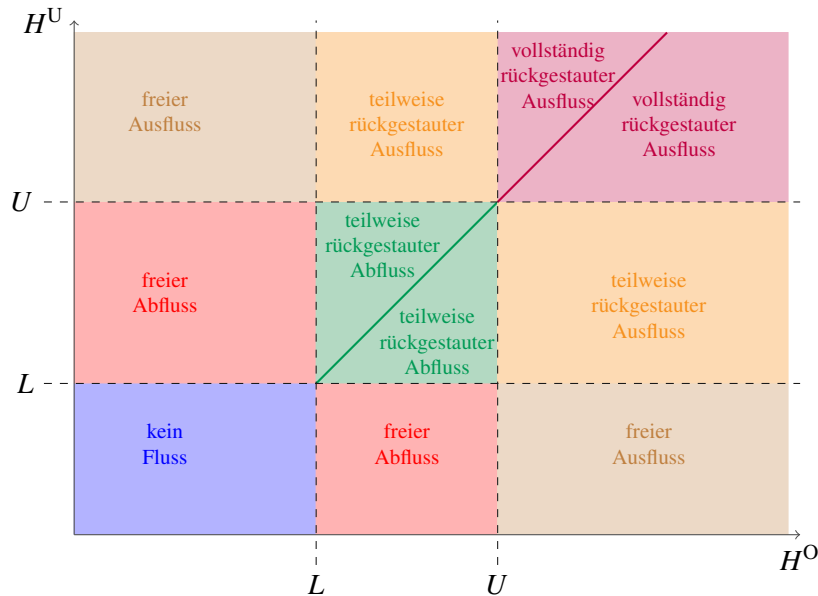 H^U
freier
Ausfluss
teilweise
rückgestauter
Ausfluss
vollständig
rückgestauter
Ausfluss
vollständig
rückgestauter
Ausfluss
U
freier
Abfluss
teilweise
rückgestauter
Abfluss
teilweise
rückgestauter
Abfluss
teilweise
rückgestauter
Ausfluss
L
kein
Fluss
freier
Abfluss
freier
Ausfluss
L
U
H^O